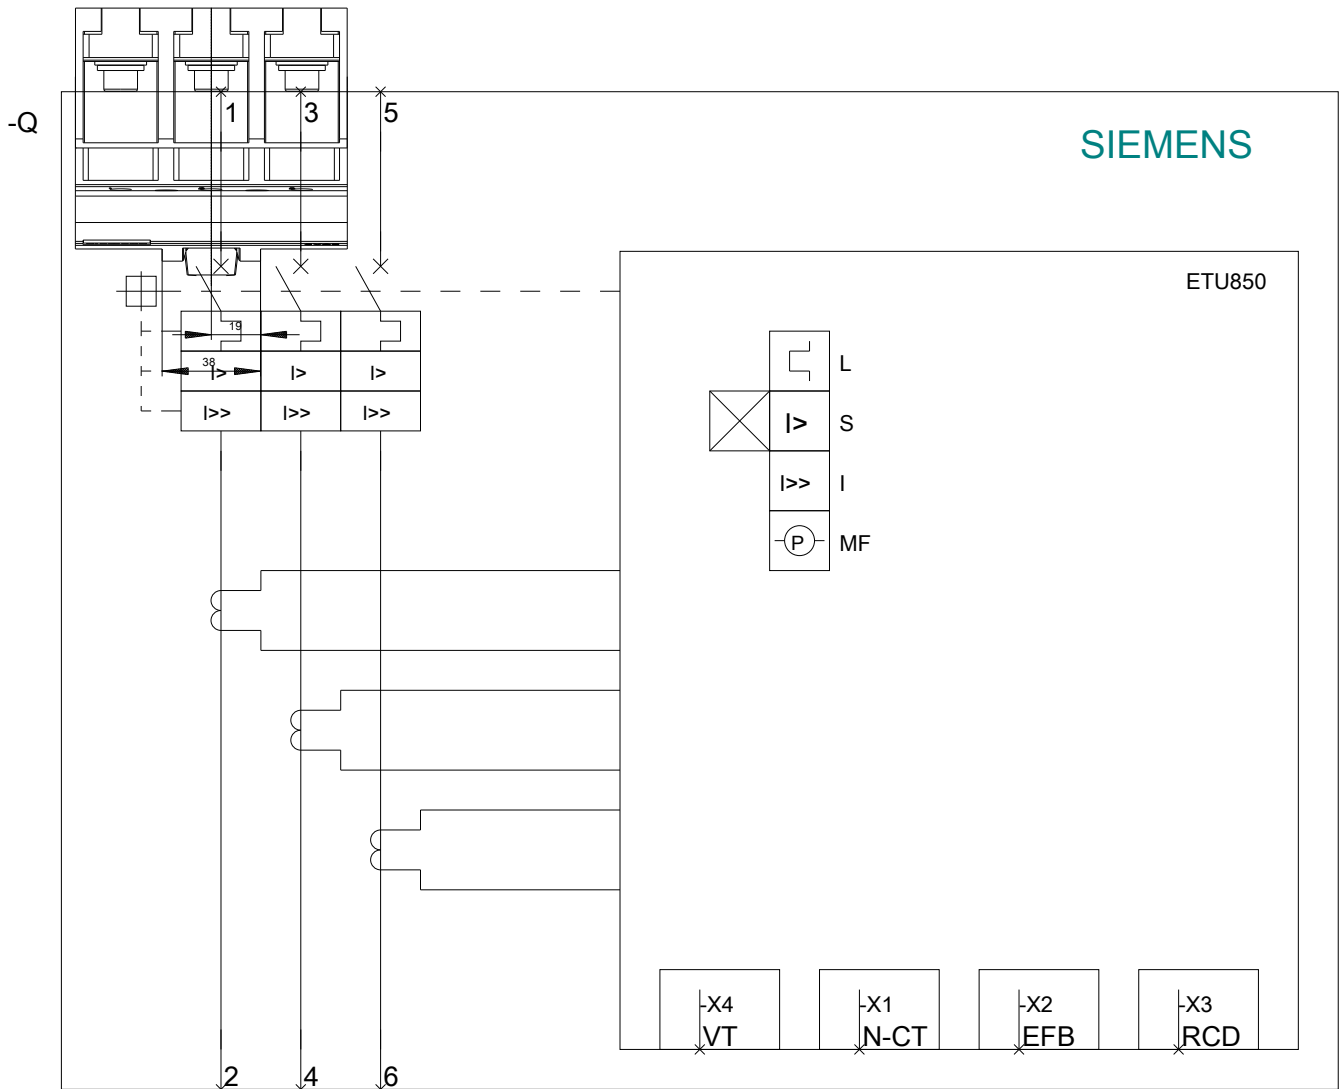 -Q
1 3 5
SIEMENS
ETU850
19
38
I> I> I>
I>> I>> I>>
L
I> S
I>> I
P MF
-X4 -X1 -X2 -X3
VT N-CT EFB RCD
2 4 6